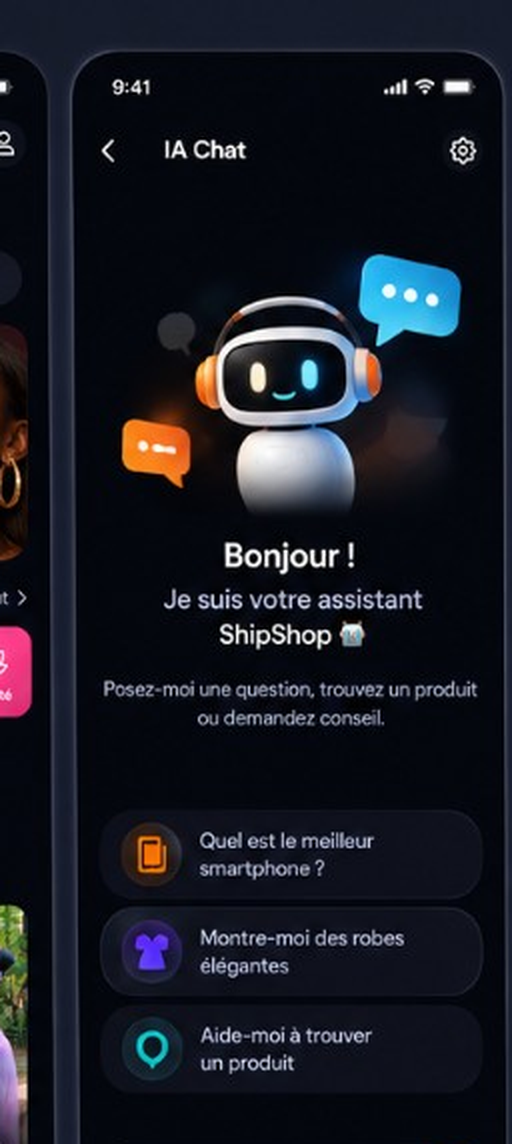 9:41
IA Chat
Bonjour !
Je suis votre assistant
ShipShop
Posez-moi une question, trouvez un produit
ou demandez conseil.
Quel est le meilleur
smartphone ?
Montre-moi des robes
élégantes
Aide-moi à trouver
un produit